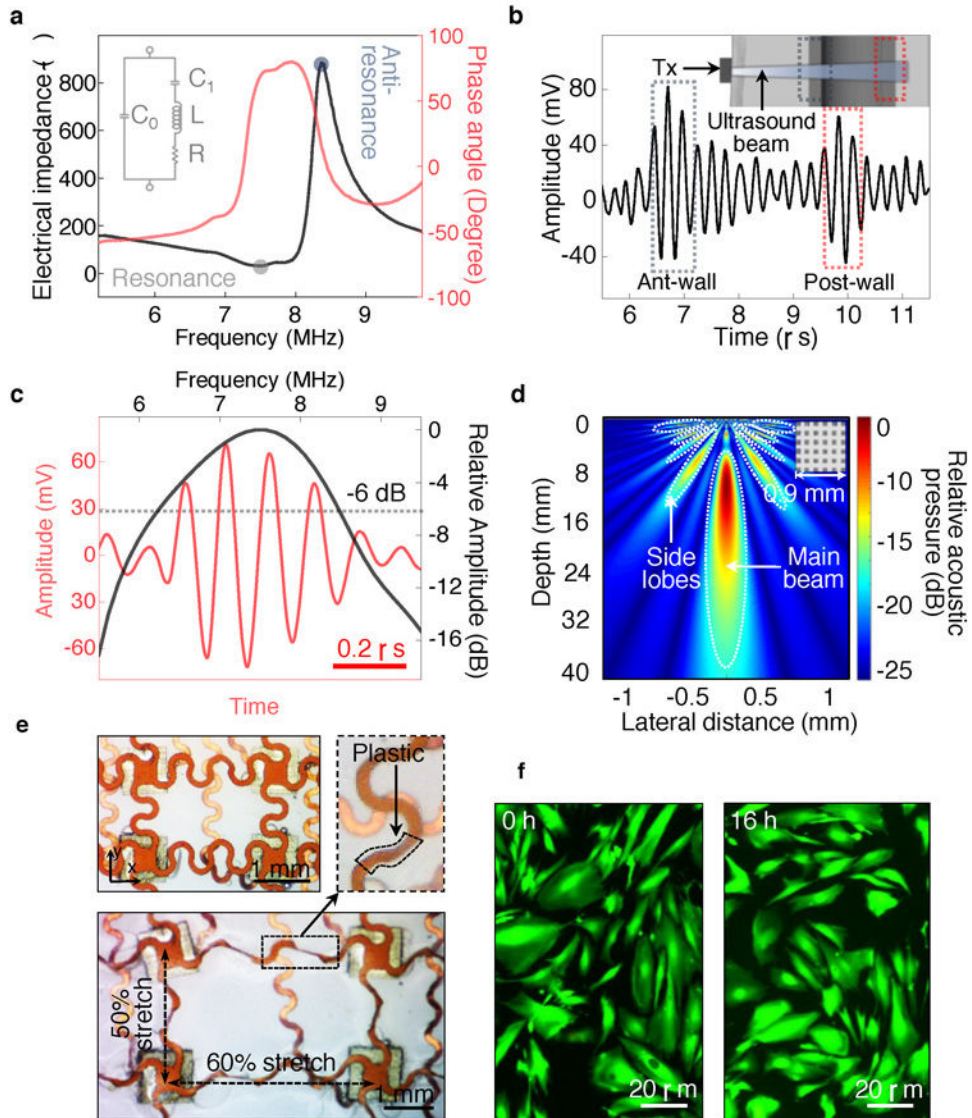 a
Electrical impedance (
800
600
400
200
0
C₀
C₁
L
R
Anti-
resonance
Resonance
100
50
0
-50
-100
Phase angle (Degree)
6
7
8
9
Frequency (MHz)
b
Amplitude (mV)
80
40
0
-40
Tx
Ultrasound
beam
Ant-wall
Post-wall
6
7
8
9
10
11
Time (r s)
c
Frequency (MHz)
6
7
8
9
Amplitude (mV)
60
30
0
-30
-60
-6 dB
0
-4
-8
-12
-16
Relative Amplitude (dB)
0.2 r s
Time
d
Depth (mm)
0
8
16
24
32
40
0.9 mm
Side
lobes
Main
beam
-1
-0.5
0.5
1
Lateral distance (mm)
0
-5
-10
-15
-20
-25
Relative acoustic
pressure (dB)
e
y
x
1 mm
Plastic
50%
stretch
60% stretch
1 mm
f
0 h
20 r m
16 h
20 r m